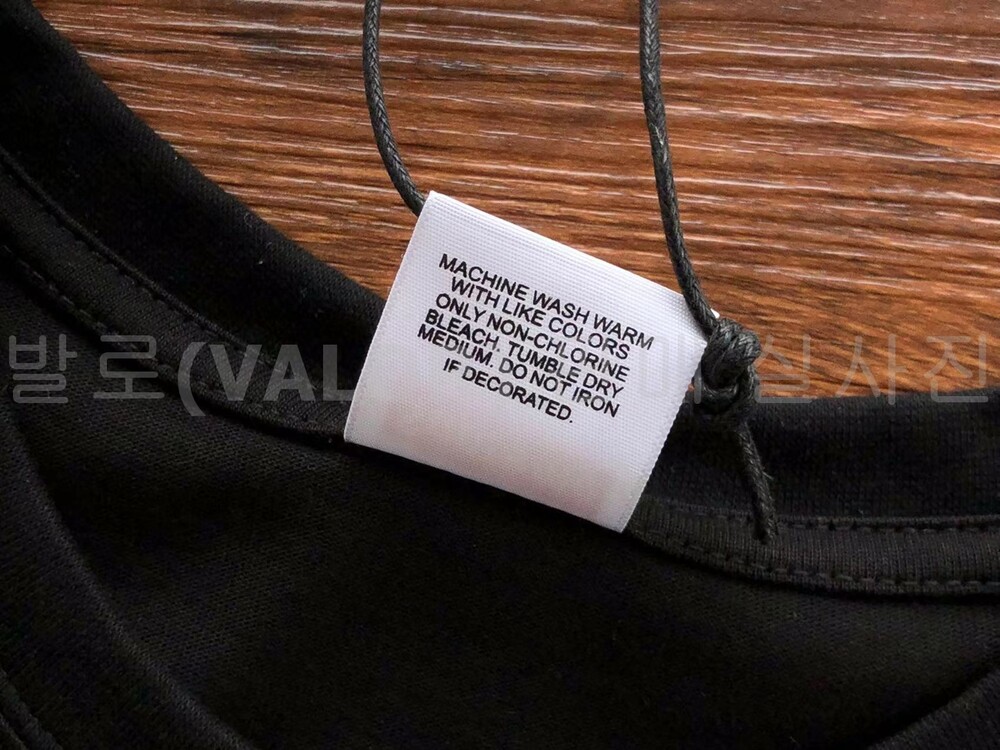 MACHINE WASH WARM
WITH LIKE COLORS
ONLY NON-CHLORINE
BLEACH. TUMBLE DRY
MEDIUM. DO NOT IRON
IF DECORATED.
발로(VAL 실사진